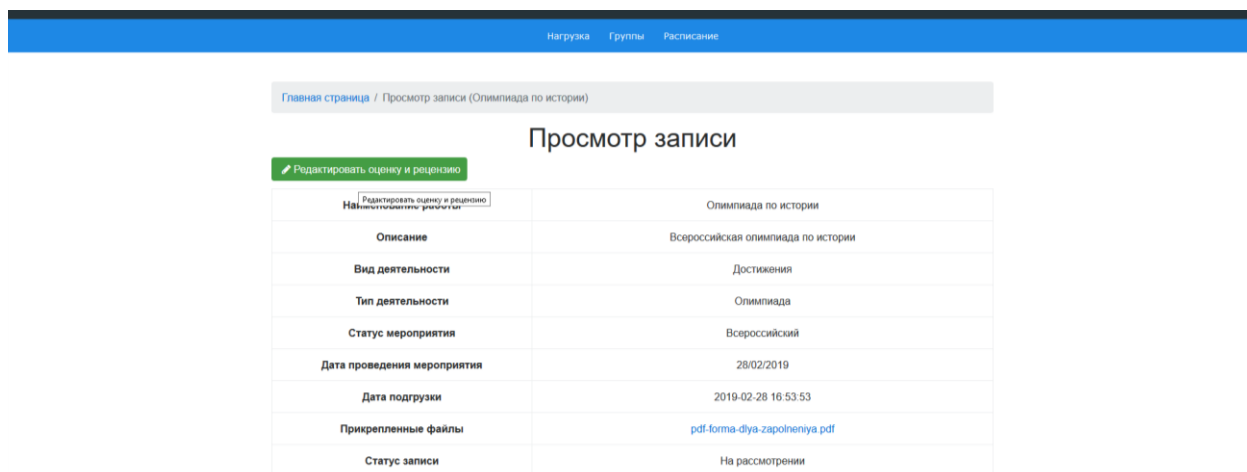 Нагрузка Группы Расписание
Главная страница / Просмотр записи (Олимпиада по истории)
Просмотр записи
Редактировать оценку и рецензию
Редактировать оценку и рецензию
Наименование работы Олимпиада по истории
Описание Всероссийская олимпиада по истории
Вид деятельности Достижения
Тип деятельности Олимпиада
Статус мероприятия Всероссийский
Дата проведения мероприятия 28/02/2019
Дата подгрузки 2019-02-28 16:53:53
Прикрепленные файлы pdf-forma-dlya-zapolneniya.pdf
Статус записи На рассмотрении